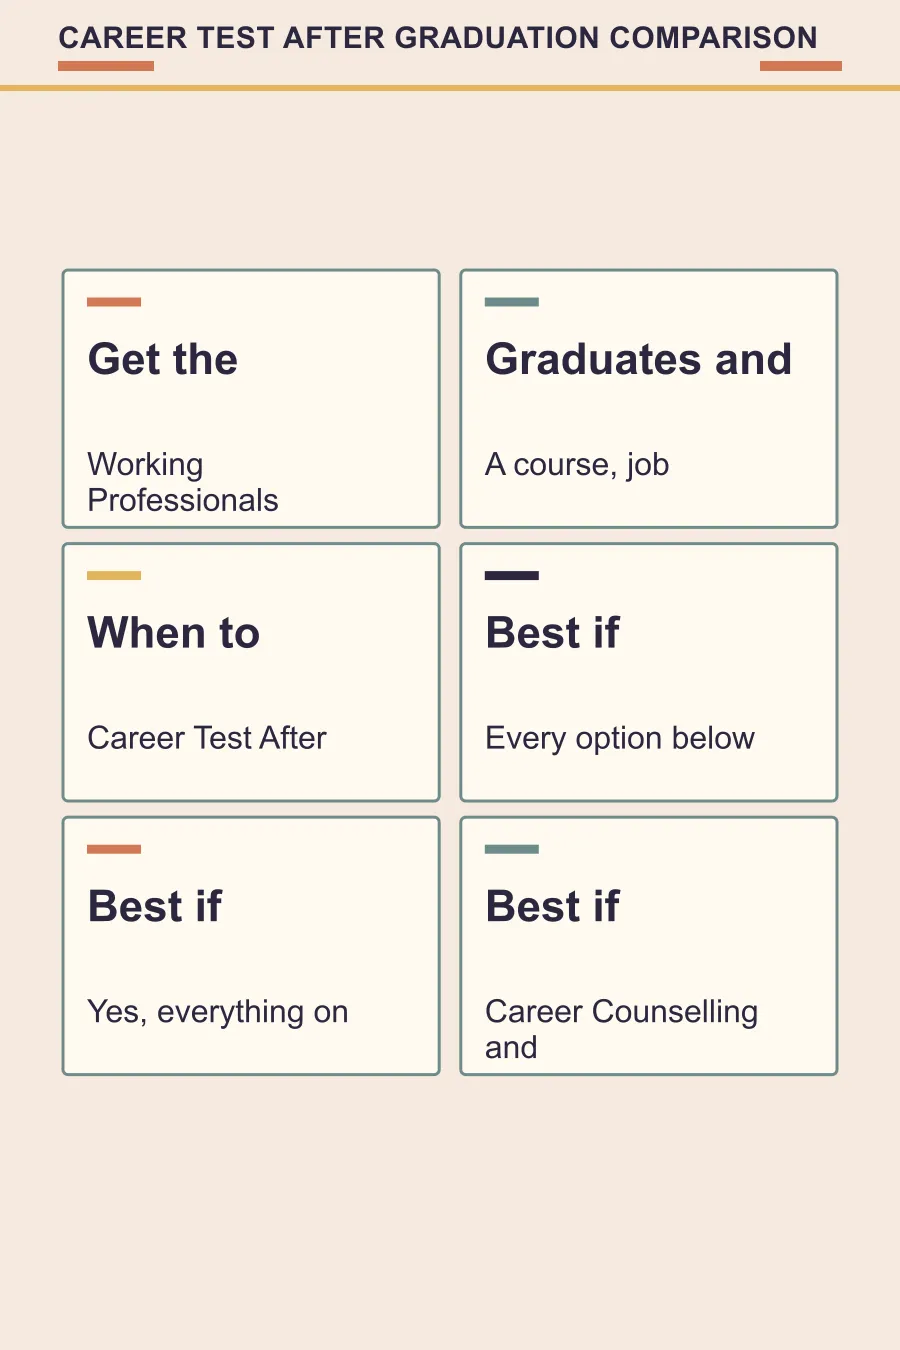 CAREER TEST AFTER GRADUATION COMPARISON
Get the
Working
Professionals
Graduates and
A course, job
When to
Career Test After
Best if
Every option below
Best if
Yes, everything on
Best if
Career Counselling
and